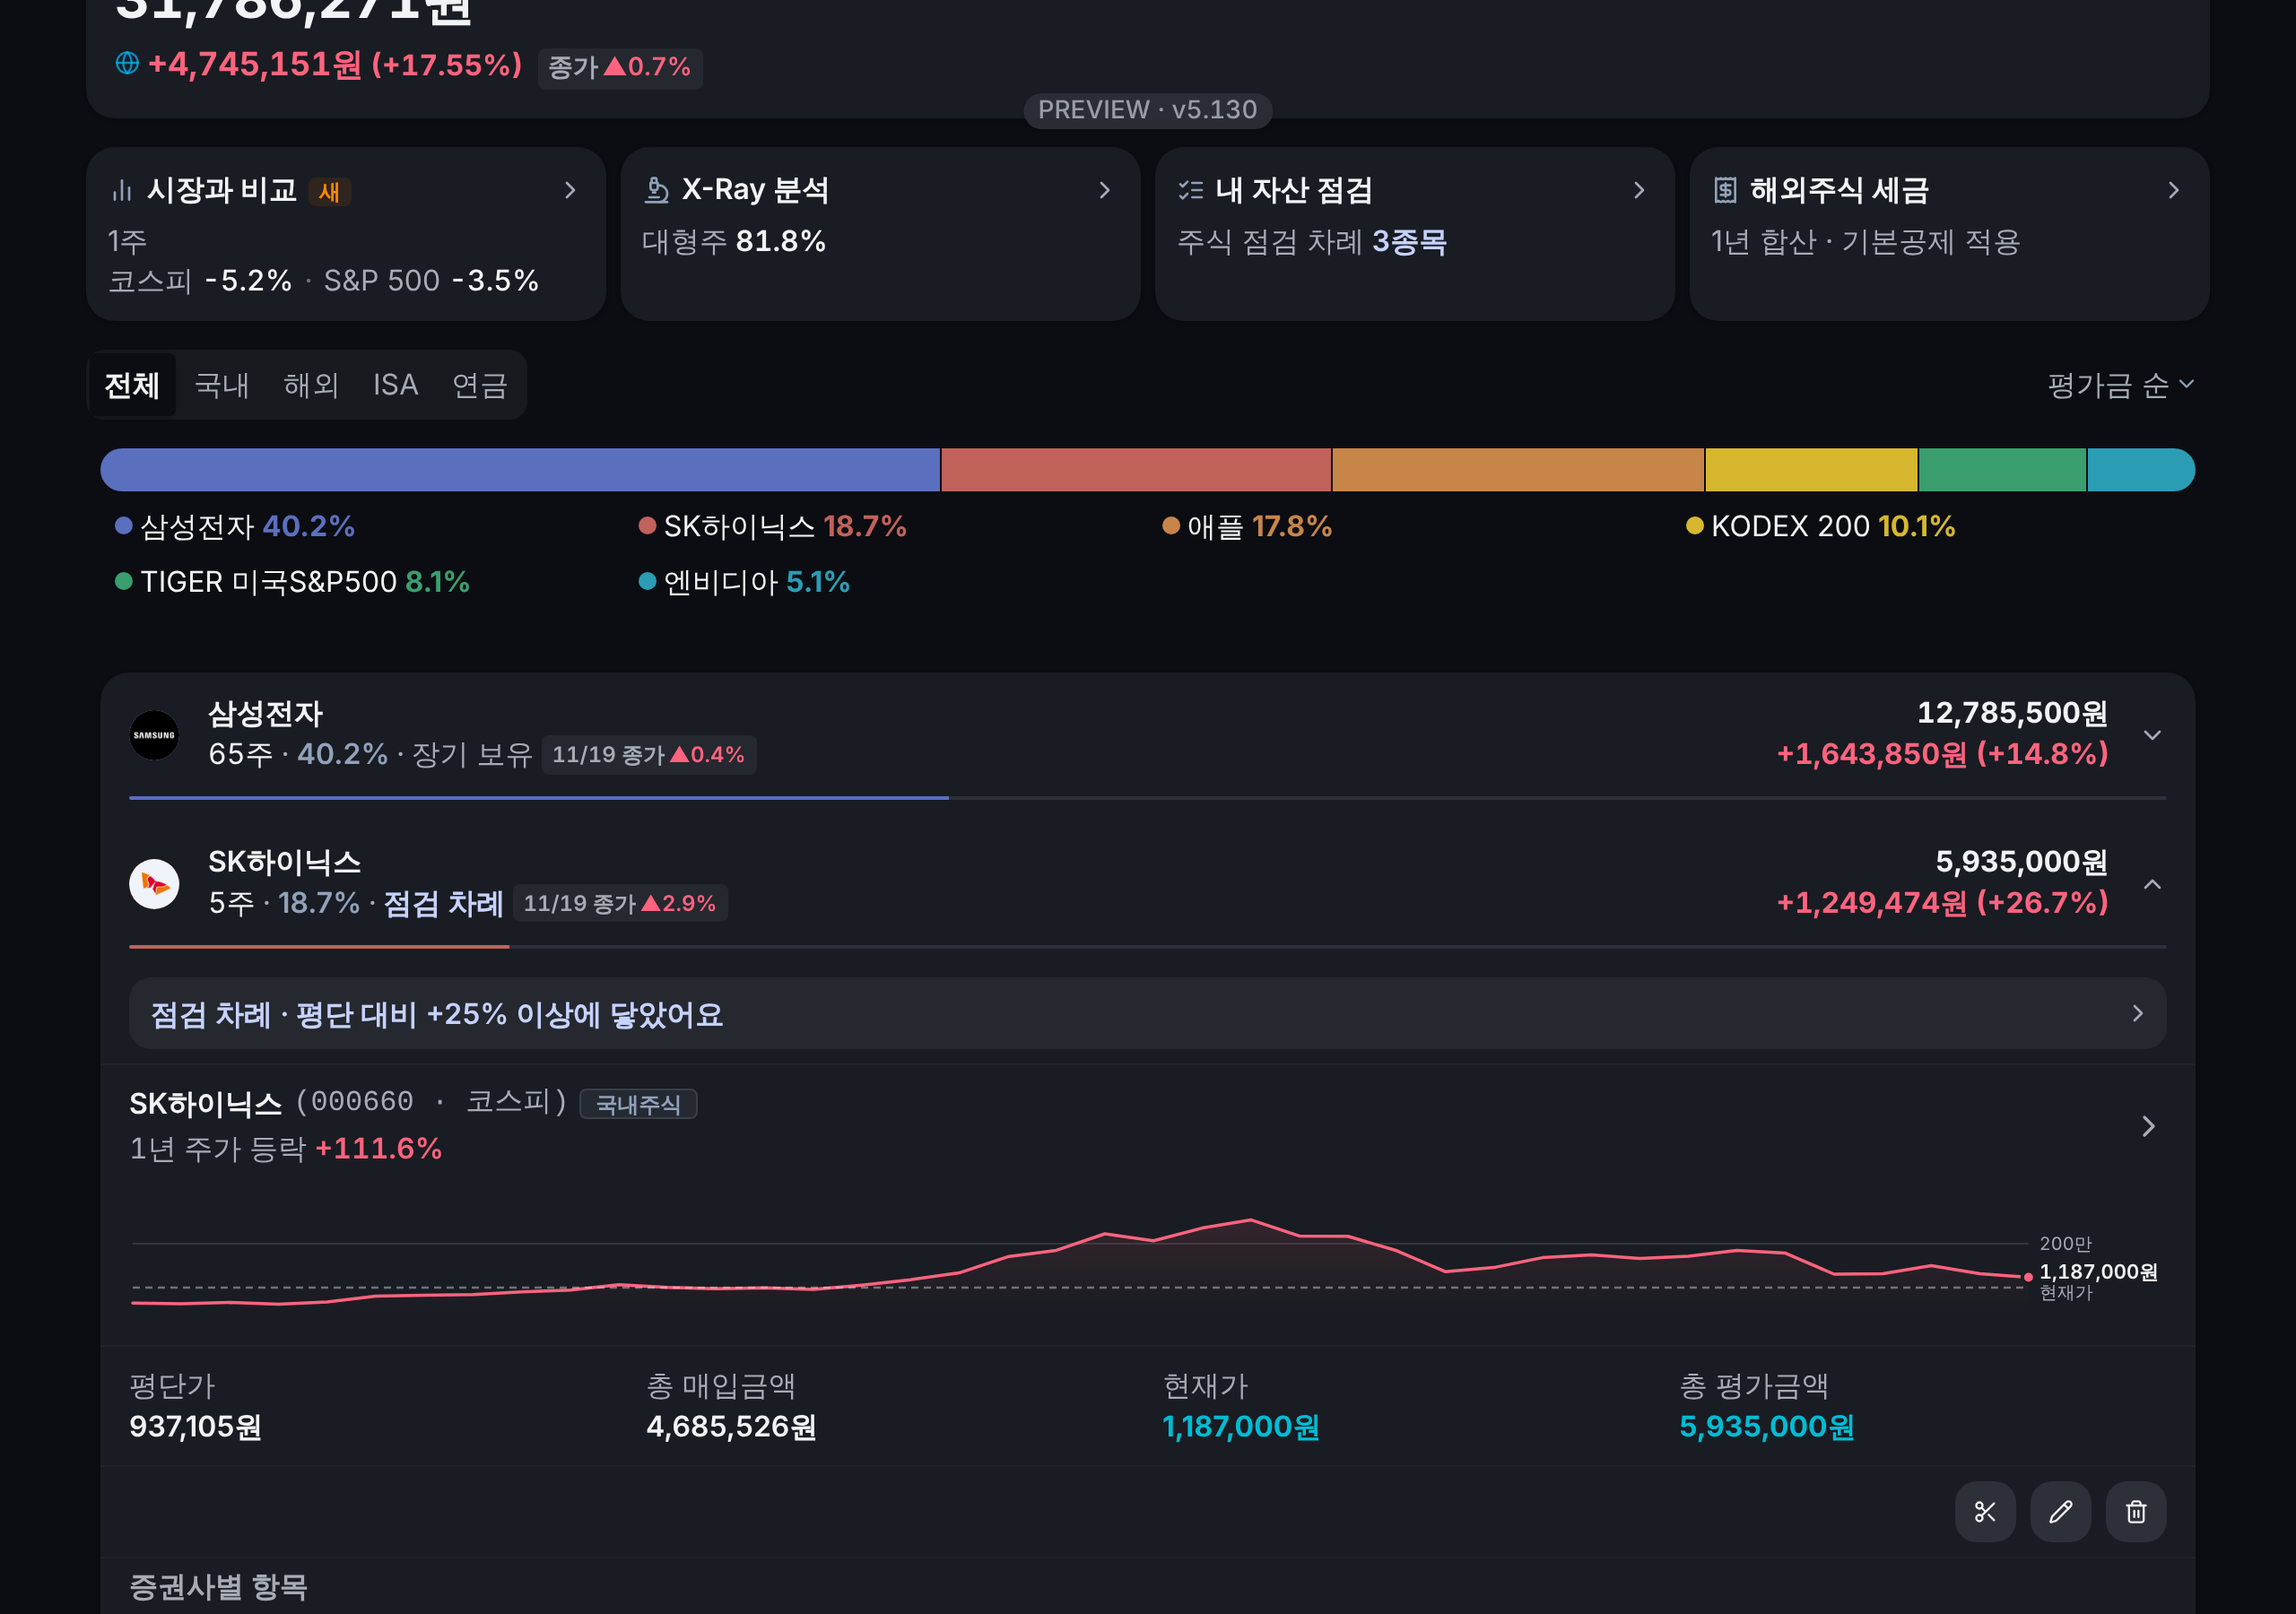 31,786,271원
+4,745,151원 (+17.55%) 종가 ▲0.7%
PREVIEW · v5.130
시장과 비교 새
1주
코스피 -5.2% · S&P 500 -3.5%
X-Ray 분석
대형주 81.8%
내 자산 점검
주식 점검 차례 3종목
해외주식 세금
1년 합산 · 기본공제 적용
전체 국내 해외 ISA 연금
평가금 순
삼성전자 40.2% SK하이닉스 18.7% 애플 17.8% KODEX 200 10.1%
TIGER 미국S&P500 8.1% 엔비디아 5.1%
SAMSUNG
삼성전자
65주 · 40.2% · 장기 보유 11/19 종가 ▲0.4%
12,785,500원
+1,643,850원 (+14.8%)
SK하이닉스
5주 · 18.7% · 점검 차례 11/19 종가 ▲2.9%
5,935,000원
+1,249,474원 (+26.7%)
점검 차례 · 평단 대비 +25% 이상에 닿았어요
SK하이닉스 (000660 · 코스피) 국내주식
1년 주가 등락 +111.6%
200만
1,187,000원
현재가
평단가
937,105원
총 매입금액
4,685,526원
현재가
1,187,000원
총 평가금액
5,935,000원
증권사별 항목